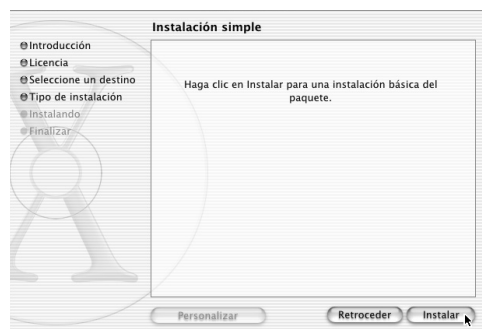 Instalación simple
Introducción
Licencia
Seleccione un destino
Tipo de instalación
Instalando
Finalizar
Haga clic en Instalar para una instalación básica del
paquete.
Personalizar
Retroceder
Instalar